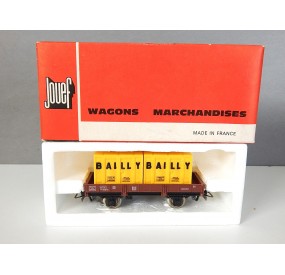 Jouef
WAGONS MARCHANDISES
MADE IN FRANCE
BAILLY BAILLY